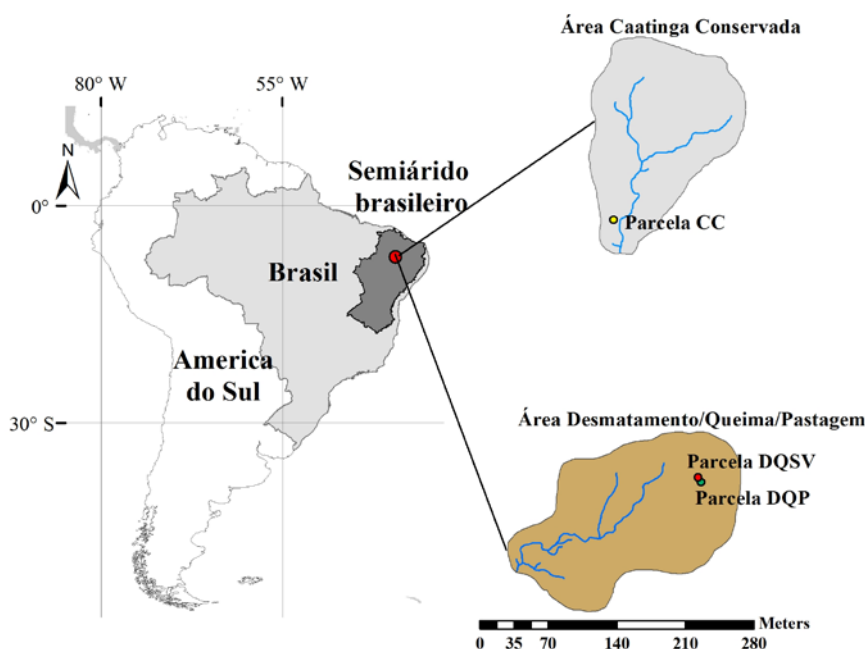 Área Caatinga Conservada
80° W
55° W
N
Semiárido
brasileiro
0°
Parcela CC
Brasil
America
do Sul
30° S
Área Desmatamento/Queima/Pastagem
Parcela DQSV
Parcela DQP
Meters
0 35 70 140 210 280